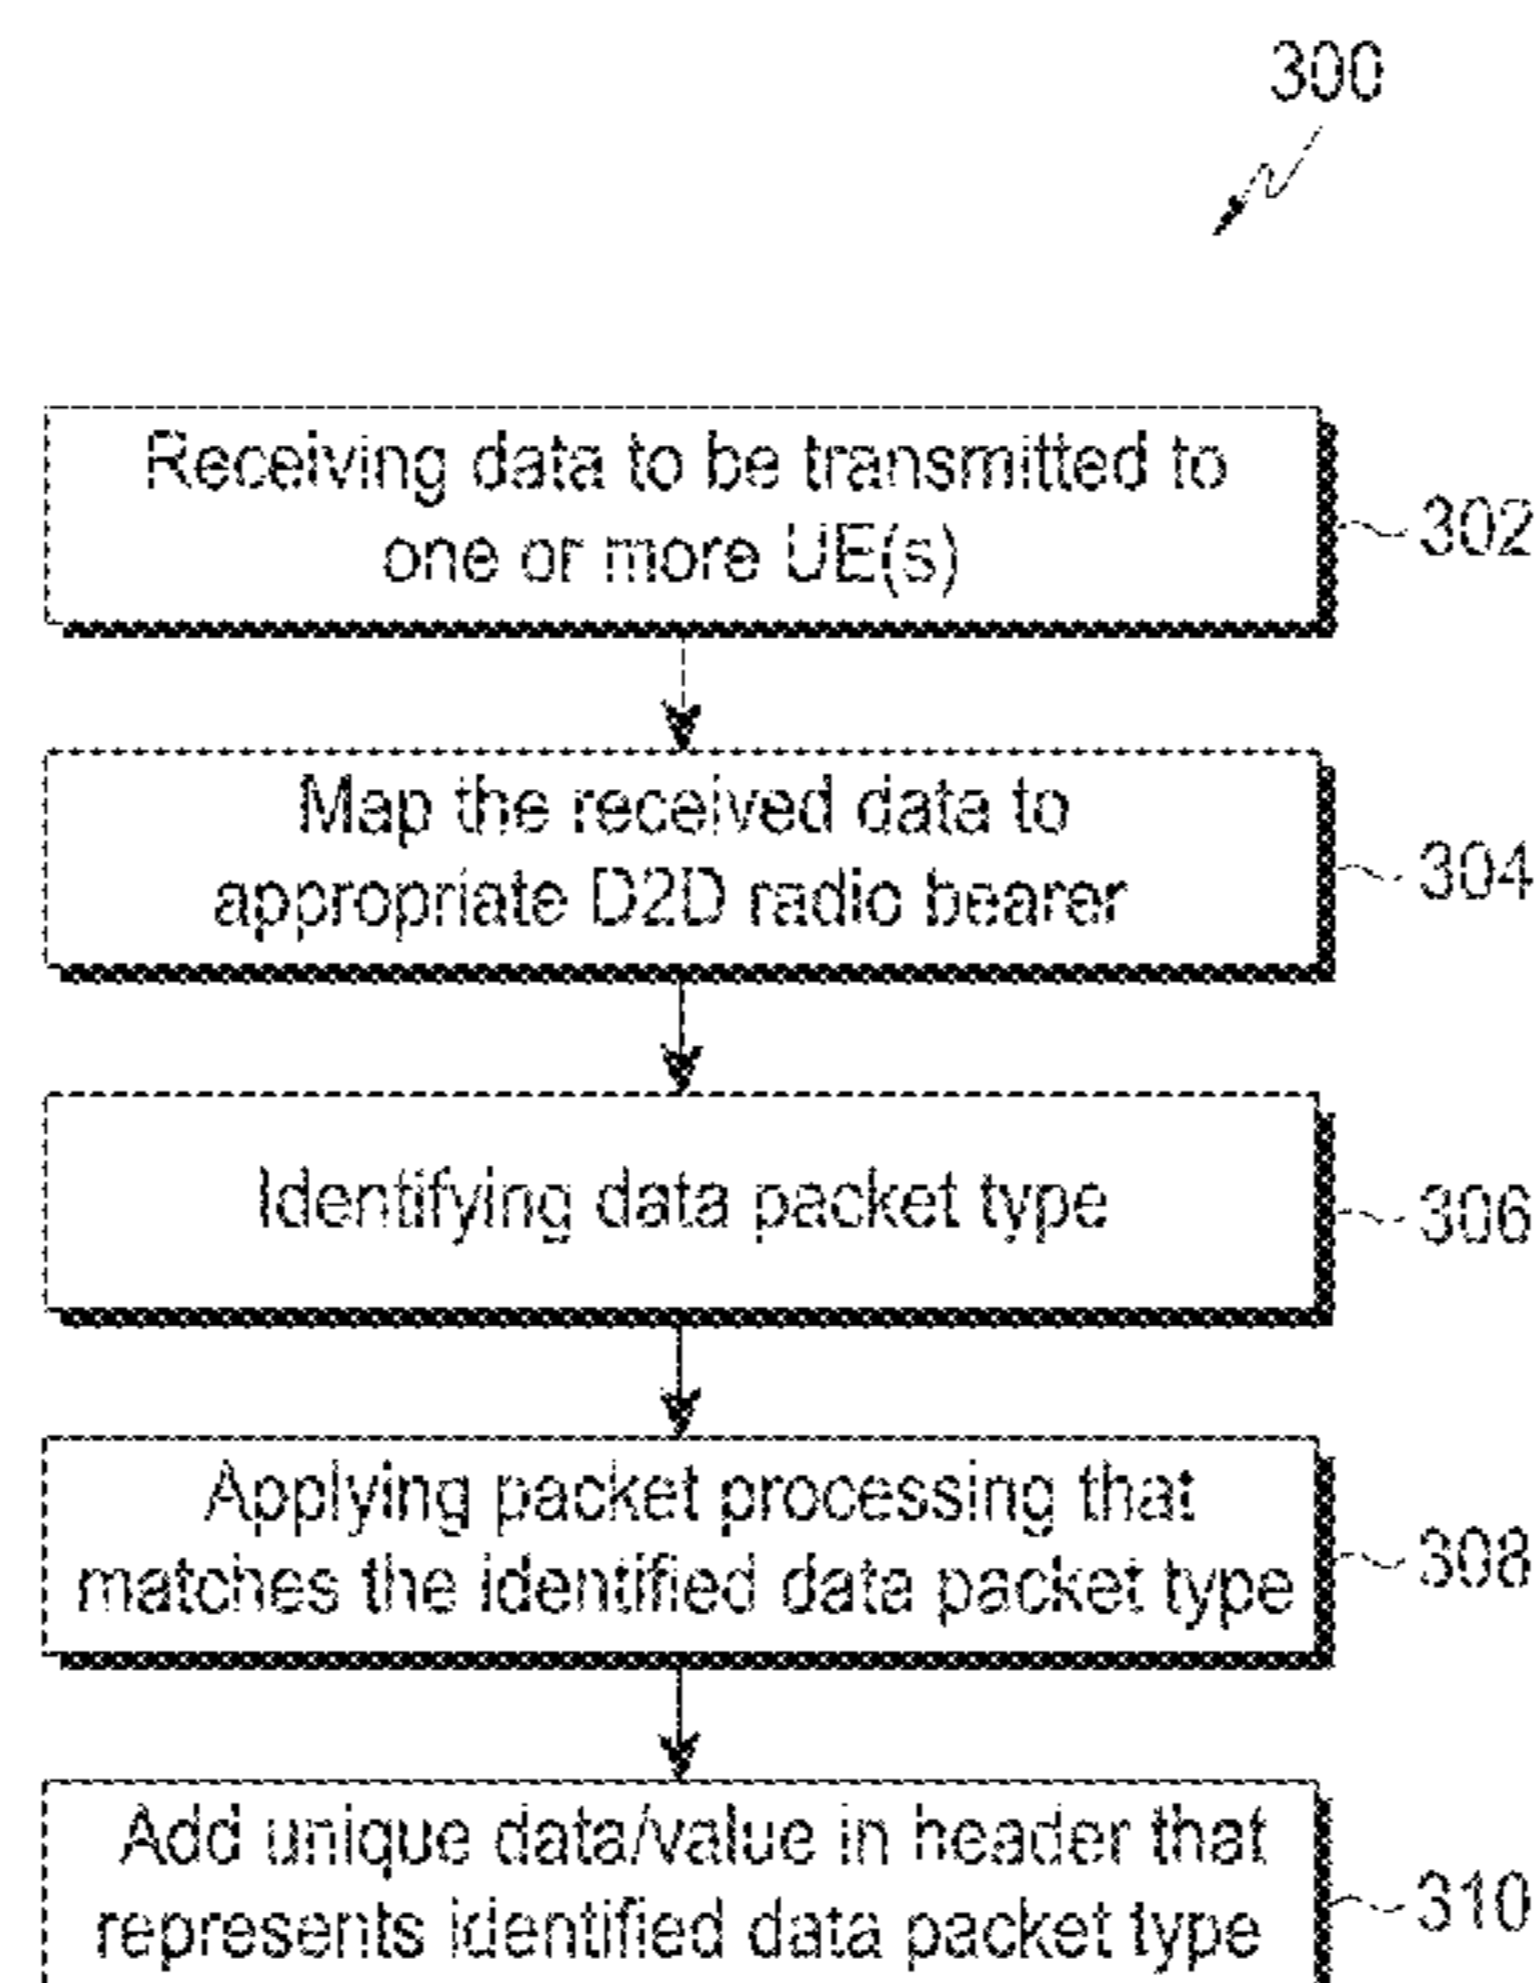 300
Receiving data to be transmitted to
one or more UE(s)
302
Map the received data to
appropriate D2D radio bearer
304
Identifying data packet type
306
Applying packet processing that
matches the identified data packet type
308
Add unique data/value in header that
represents identified data packet type
310